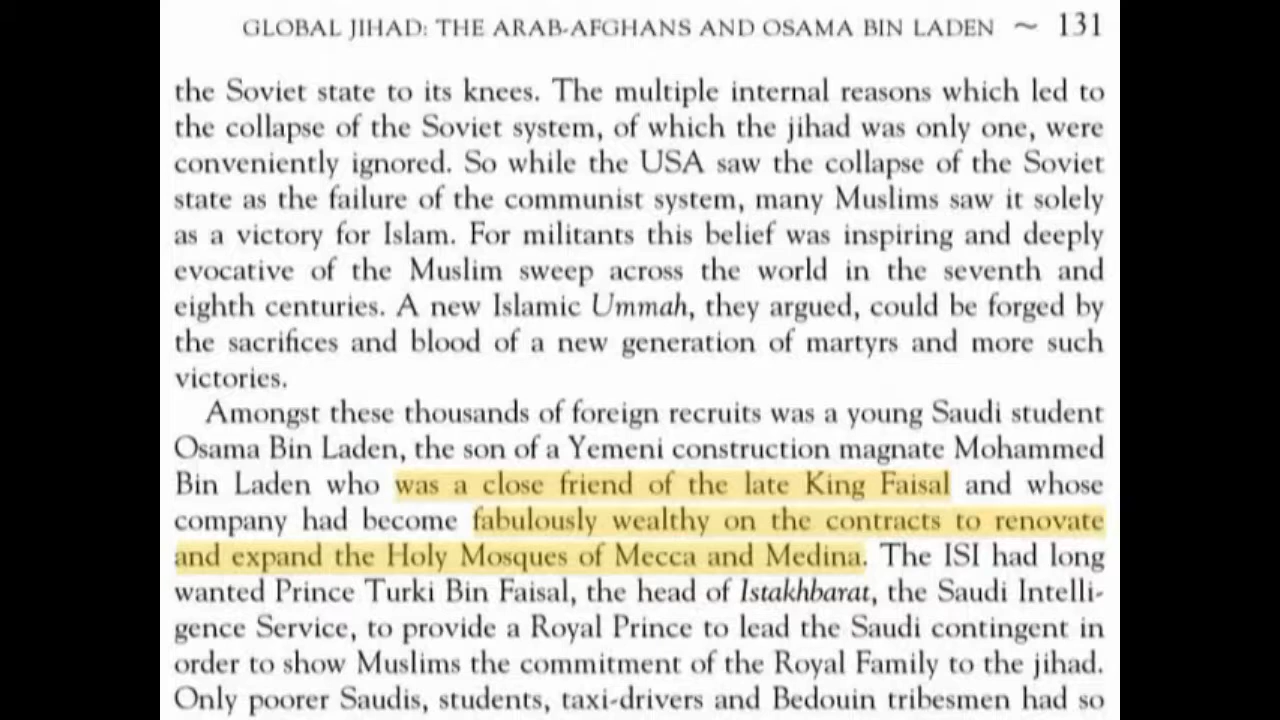 GLOBAL JIHAD: THE ARAB-AFGHANS AND OSAMA BIN LADEN ~ 131
the Soviet state to its knees. The multiple internal reasons which led to
the collapse of the Soviet system, of which the jihad was only one, were
conveniently ignored. So while the USA saw the collapse of the Soviet
state as the failure of the communist system, many Muslims saw it solely
as a victory for Islam. For militants this belief was inspiring and deeply
evocative of the Muslim sweep across the world in the seventh and
eighth centuries. A new Islamic Ummah, they argued, could be forged by
the sacrifices and blood of a new generation of martyrs and more such
victories.
Amongst these thousands of foreign recruits was a young Saudi student
Osama Bin Laden, the son of a Yemeni construction magnate Mohammed
Bin Laden who was a close friend of the late King Faisal and whose
company had become fabulously wealthy on the contracts to renovate
and expand the Holy Mosques of Mecca and Medina. The ISI had long
wanted Prince Turki Bin Faisal, the head of Istakhbarat, the Saudi Intelli-
gence Service, to provide a Royal Prince to lead the Saudi contingent in
order to show Muslims the commitment of the Royal Family to the jihad.
Only poorer Saudis, students, taxi-drivers and Bedouin tribesmen had so